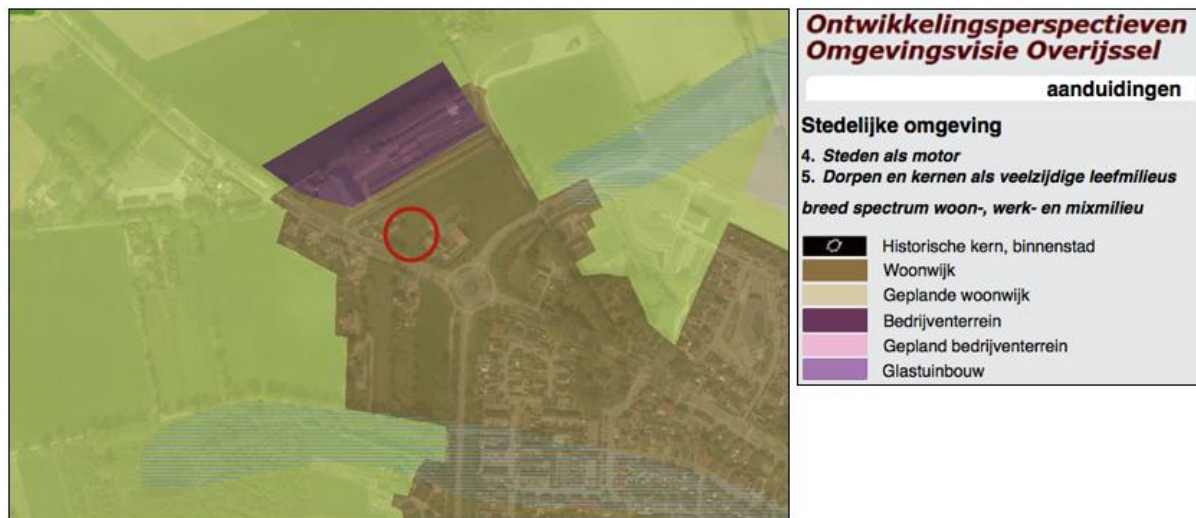 Ontwikkelingsperspectieven
Omgevingsvisie Overijssel
aanduidingen
Stedelijke omgeving
4. Steden als motor
5. Dorpen en kernen als veelzijdige leefmilieus
breed spectrum woon-, werk- en mixmilieu
Historische kern, binnenstad
Woonwijk
Geplande woonwijk
Bedrijventerrein
Gepland bedrijventerrein
Glastuinbouw